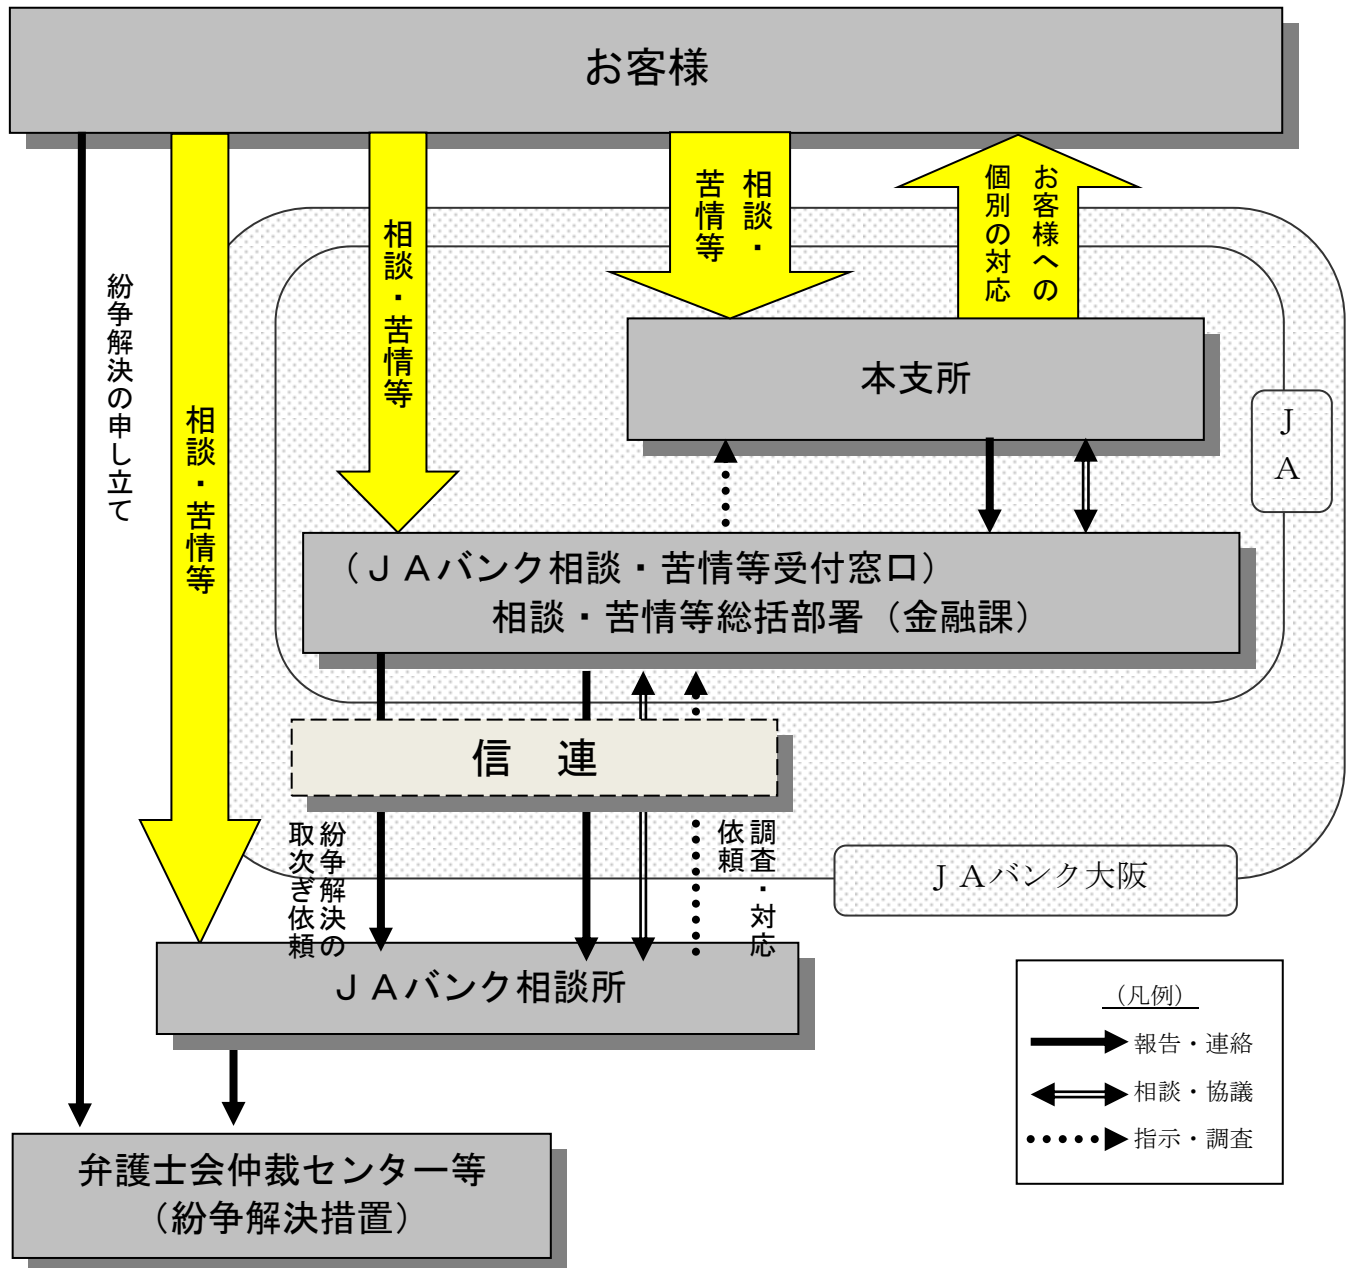 お客様
紛争解決の申し立て
相談・苦情等
相談・苦情等
相談・
苦情等
お客様への
個別の対応
本支所
ＪＡ
（ＪＡバンク相談・苦情等受付窓口）
相談・苦情等総括部署（金融課）
信　連
紛争解決の
取次ぎ依頼
調査・対応
依頼
ＪＡバンク大阪
ＪＡバンク相談所
（凡例）
報告・連絡
相談・協議
指示・調査
弁護士会仲裁センター等
（紛争解決措置）